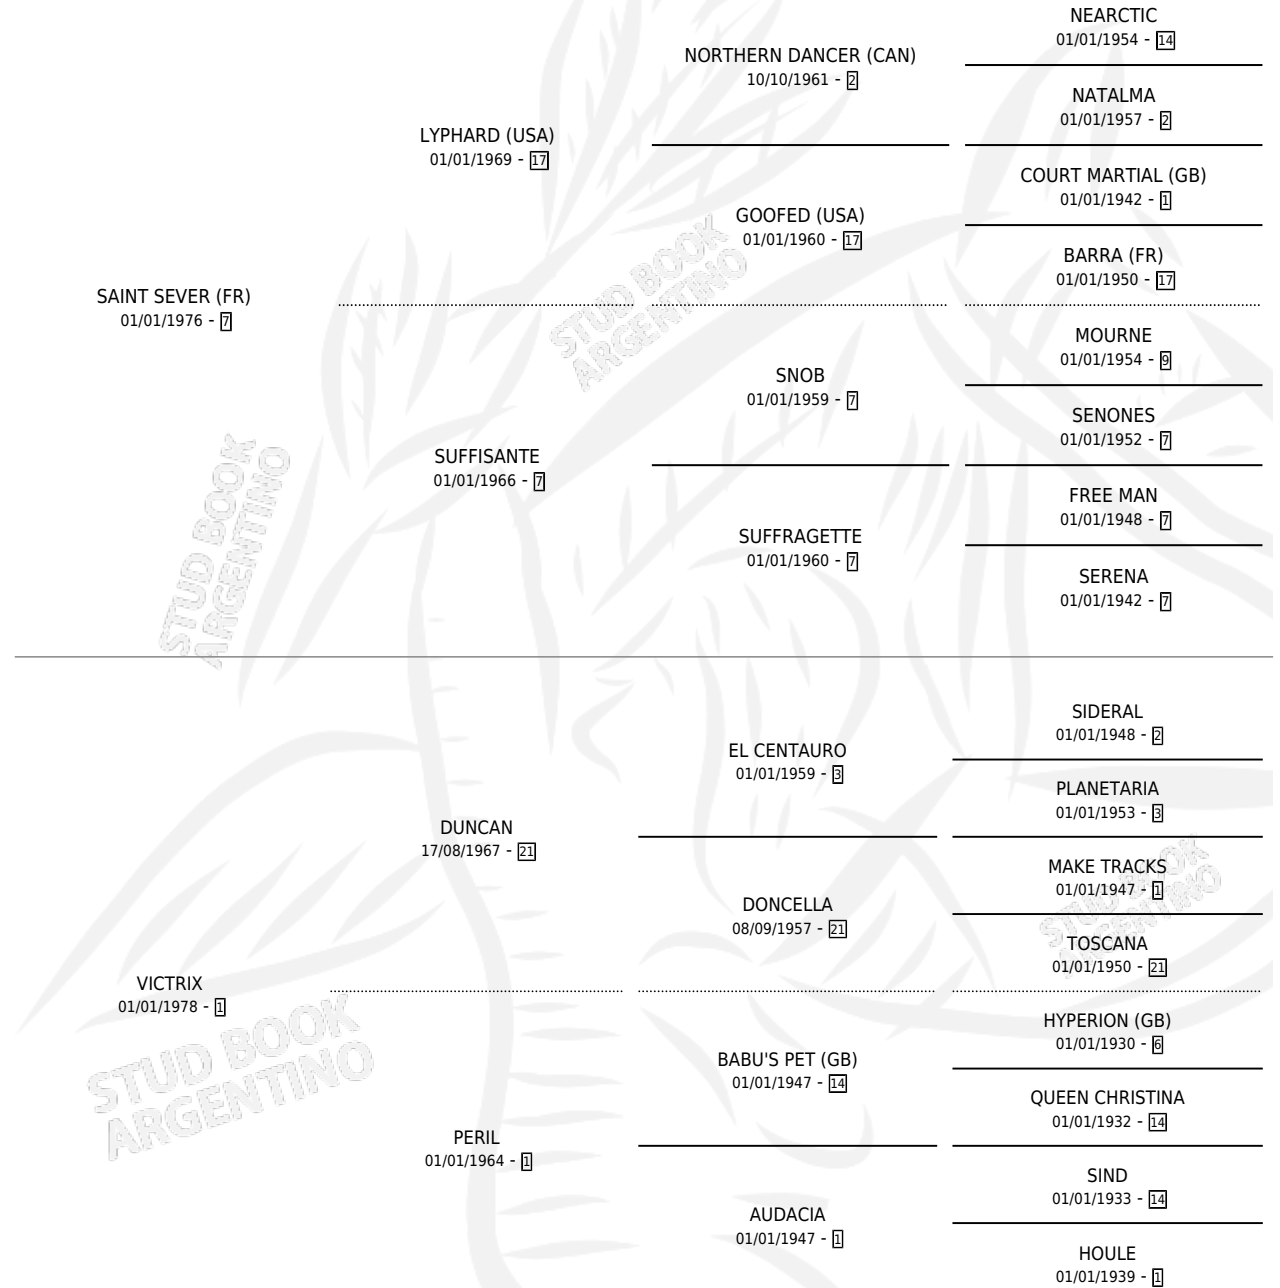 NEARCTIC
01/01/1954 - 14
NORTHERN DANCER (CAN)
10/10/1961 - 2
NATALMA
01/01/1957 - 2
LYPHARD (USA)
01/01/1969 - 17
COURT MARTIAL (GB)
01/01/1942 - 1
GOOFED (USA)
01/01/1960 - 17
BARRA (FR)
01/01/1950 - 17
SAINT SEVER (FR)
01/01/1976 - 7
STUD BOOK
ARGENTINO
MOURNE
01/01/1954 - 9
SNOB
01/01/1959 - 7
SENONES
01/01/1952 - 7
SUFFISANTE
01/01/1966 - 7
FREE MAN
01/01/1948 - 7
SUFFRAGETTE
01/01/1960 - 7
SERENA
01/01/1942 - 7
STUD BOOK
ARGENTINO
SIDERAL
01/01/1948 - 2
EL CENTAURO
01/01/1959 - 3
PLANETARIA
01/01/1953 - 3
DUNCAN
17/08/1967 - 21
MAKE TRACKS
01/01/1947 - 1
DONCELLA
08/09/1957 - 21
STUD BOOK
ARGENTINO
TOSCANA
01/01/1950 - 21
VICTRIX
01/01/1978 - 1
HYPERION (GB)
01/01/1930 - 6
BABU'S PET (GB)
01/01/1947 - 14
QUEEN CHRISTINA
01/01/1932 - 14
STUD BOOK
ARGENTINO
PERIL
01/01/1964 - 1
SIND
01/01/1933 - 14
AUDACIA
01/01/1947 - 1
HOULE
01/01/1939 - 1